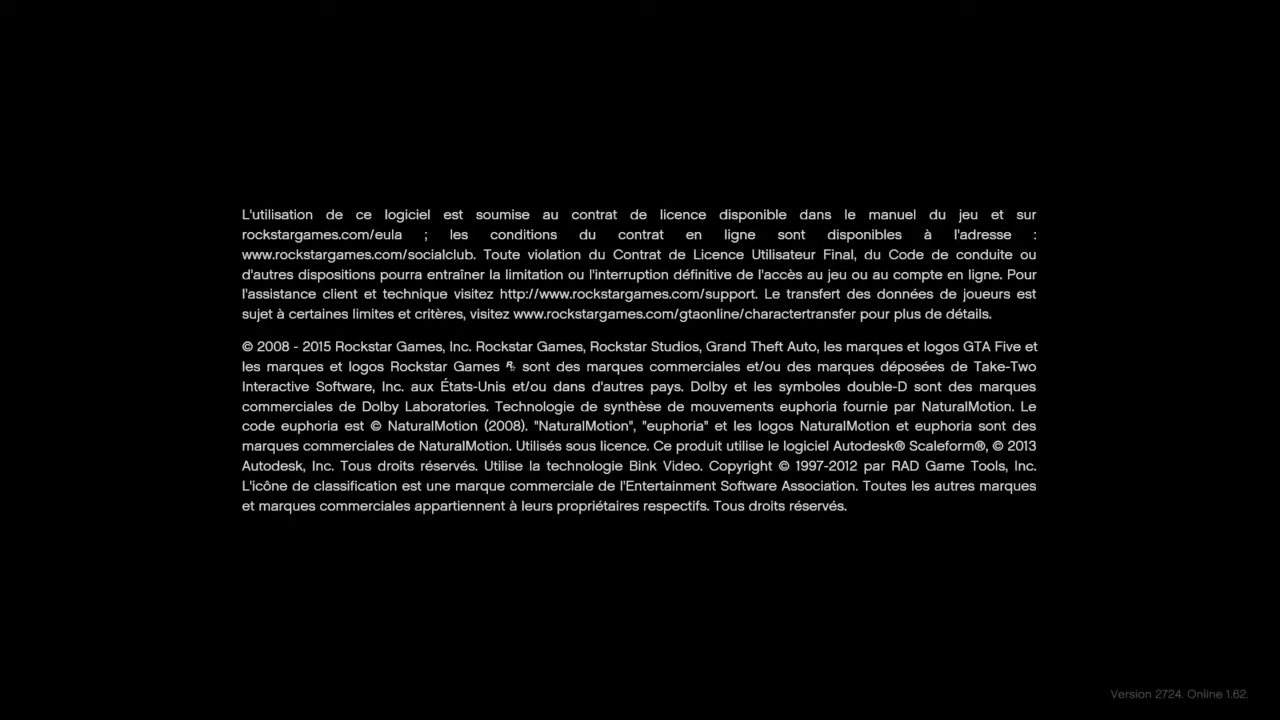 L'utilisation de ce logiciel est soumise au contrat de licence disponible dans le manuel du jeu et sur
rockstargames.com/eula ; les conditions du contrat en ligne sont disponibles à l'adresse :
www.rockstargames.com/socialclub. Toute violation du Contrat de Licence Utilisateur Final, du Code de conduite ou
d'autres dispositions pourra entraîner la limitation ou l'interruption définitive de l'accès au jeu ou au compte en ligne. Pour
l'assistance client et technique visitez http://www.rockstargames.com/support. Le transfert des données de joueurs est
sujet à certaines limites et critères, visitez www.rockstargames.com/gtaonline/charactertransfer pour plus de détails.
© 2008 - 2015 Rockstar Games, Inc. Rockstar Games, Rockstar Studios, Grand Theft Auto, les marques et logos GTA Five et
les marques et logos Rockstar Games R* sont des marques commerciales et/ou des marques déposées de Take-Two
Interactive Software, Inc. aux États-Unis et/ou dans d'autres pays. Dolby et les symboles double-D sont des marques
commerciales de Dolby Laboratories. Technologie de synthèse de mouvements euphoria fournie par NaturalMotion. Le
code euphoria est © NaturalMotion (2008). "NaturalMotion", "euphoria" et les logos NaturalMotion et euphoria sont des
marques commerciales de NaturalMotion. Utilisés sous licence. Ce produit utilise le logiciel Autodesk® Scaleform®, © 2013
Autodesk, Inc. Tous droits réservés. Utilise la technologie Bink Video. Copyright © 1997-2012 par RAD Game Tools, Inc.
L'icône de classification est une marque commerciale de l'Entertainment Software Association. Toutes les autres marques
et marques commerciales appartiennent à leurs propriétaires respectifs. Tous droits réservés.
Version 2724. Online 1.62.